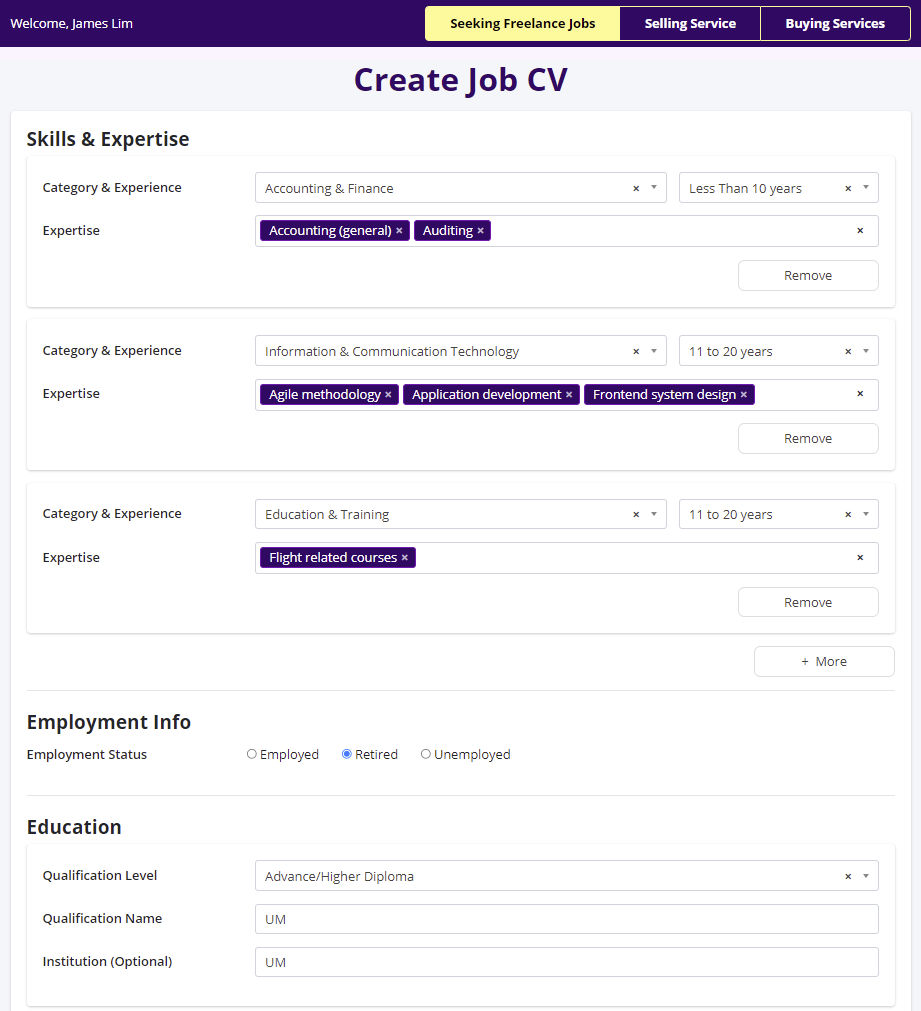 Welcome, James Lim
Seeking Freelance Jobs
Selling Service
Buying Services
Create Job CV
Skills & Expertise
Category & Experience
Accounting & Finance × 
Less Than 10 years ×
Expertise
Accounting (general) × Auditing × ×
Remove
Category & Experience
Information & Communication Technology ×
11 to 20 years ×
Expertise
Agile methodology × Application development × Frontend system design × ×
Remove
Category & Experience
Education & Training ×
11 to 20 years ×
Expertise
Flight related courses × ×
Remove
+ More
Employment Info
Employment Status
Employed Retired Unemployed
Education
Qualification Level
Advance/Higher Diploma ×
Qualification Name
UM
Institution (Optional)
UM